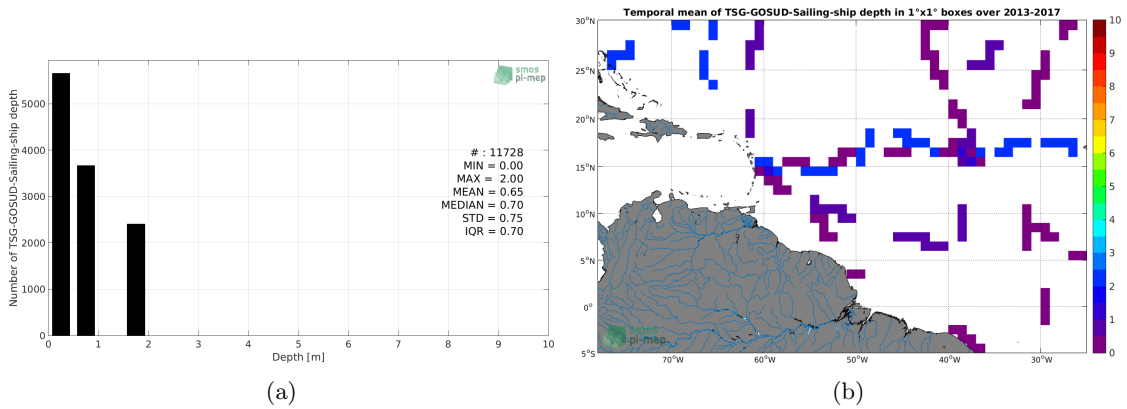 smos
pi-mep
Number of TSG-GOSUD-Sailing-ship depth
5000
4000
3000
2000
1000
0
# : 11728
MIN = 0.00
MAX = 2.00
MEAN = 0.65
MEDIAN = 0.70
STD = 0.75
IQR = 0.70
0 1 2 3 4 5 6 7 8 9 10
Depth [m]
(a)
Temporal mean of TSG-GOSUD-Sailing-ship depth in 1°x1° boxes over 2013-2017
30°N
25°N
20°N
15°N
10°N
5°N
0°
5°S
70°W 60°W 50°W 40°W 30°W
smos
pi-mep
10
9
8
7
6
5
4
3
2
1
0
(b)